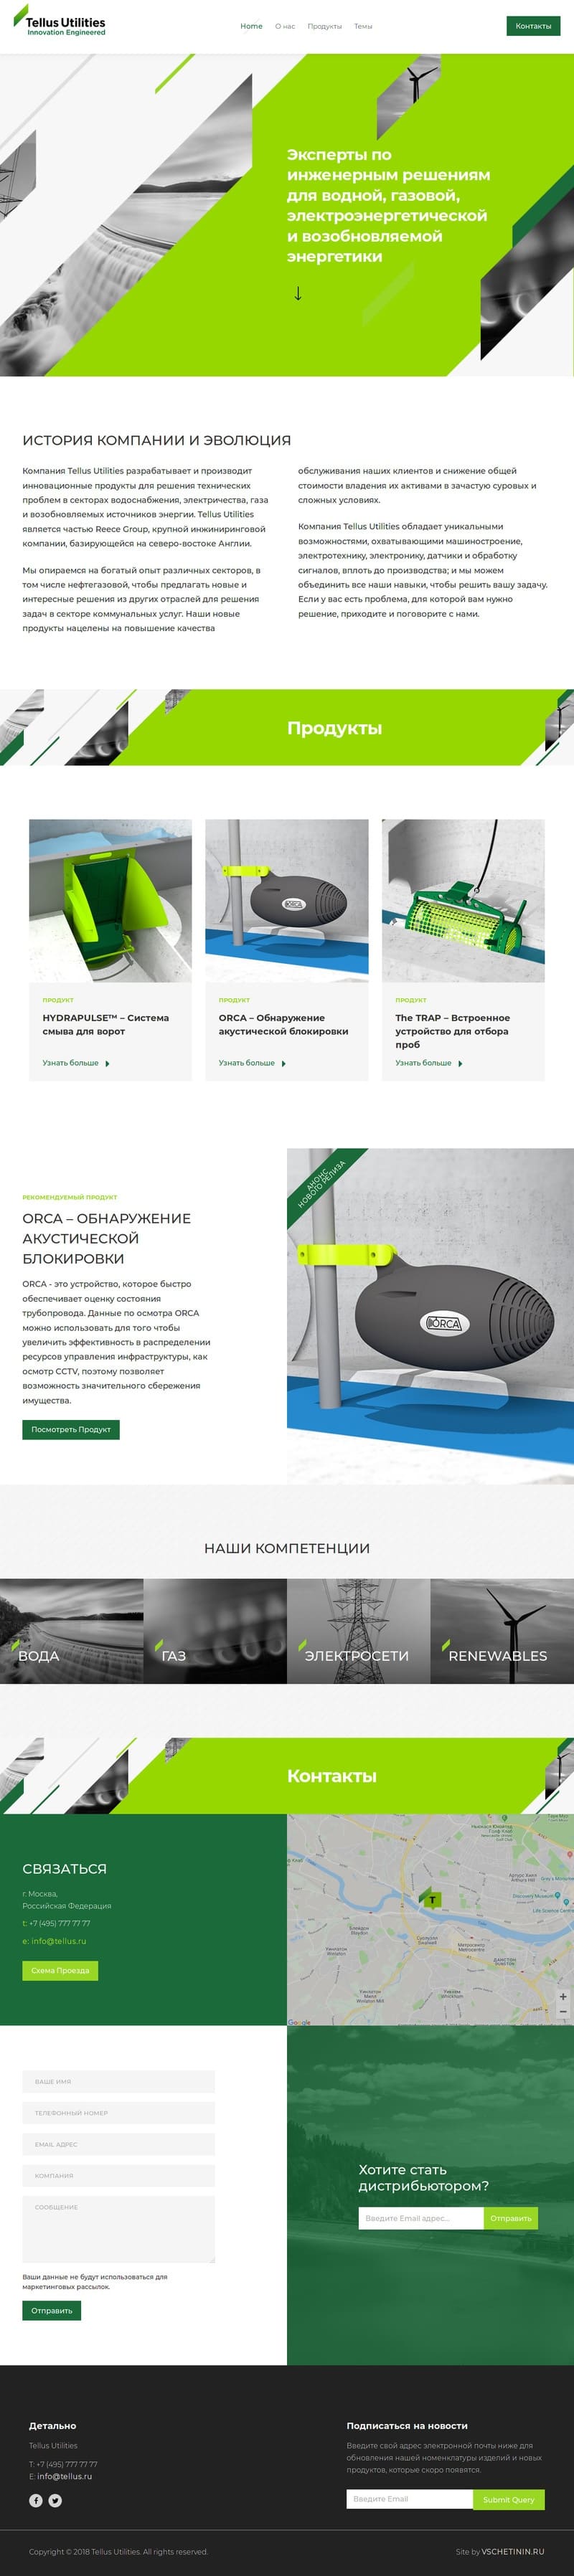 Tellus Utilities
Innovation Engineered
Home О нас Продукты Темы
Контакты
Эксперты по
инженерным решениям
для водной, газовой,
электроэнергетической
и возобновляемой
энергетики
ИСТОРИЯ КОМПАНИИ И ЭВОЛЮЦИЯ
Компания Tellus Utilities разрабатывает и производит
инновационные продукты для решения технических
проблем в секторах водоснабжения, электричества, газа
и возобновляемых источников энергии. Tellus Utilities
является частью Reece Group, крупной инжиниринговой
компании, базирующейся на северо-востоке Англии.
Мы опираемся на богатый опыт различных секторов, в
том числе нефтегазовой, чтобы предлагать новые и
интересные решения из других отраслей для решения
задач в секторе коммунальных услуг. Наши новые
продукты нацелены на повышение качества
обслуживания наших клиентов и снижение общей
стоимости владения их активами в зачастую суровых и
сложных условиях.
Компания Tellus Utilities обладает уникальными
возможностями, охватывающими машиностроение,
электротехнику, электронику, датчики и обработку
сигналов, вплоть до производства; и мы можем
объединить все наши навыки, чтобы решить вашу задачу.
Если у вас есть проблема, для которой вам нужно
решение, приходите и поговорите с нами.
Продукты
ORCA
ПРОДУКТ
HYDRAPULSE™ – Система
смыва для ворот
Узнать больше
ПРОДУКТ
ORCA – Обнаружение
акустической блокировки
Узнать больше
ПРОДУКТ
The TRAP – Встроенное
устройство для отбора
проб
Узнать больше
РЕКОМЕНДУЕМЫЙ ПРОДУКТ
ORCA – ОБНАРУЖЕНИЕ
АКУСТИЧЕСКОЙ
БЛОКИРОВКИ
ORCA - это устройство, которое быстро
обеспечивает оценку состояния
трубопровода. Данные по осмотра ORCA
можно использовать для того чтобы
увеличить эффективность в распределении
ресурсов управления инфраструктуры, как
осмотр CCTV, поэтому позволяет
возможность значительного сбережения
имущества.
Посмотреть Продукт
АНОНС
НОВОГО РЕЛИЗА
ORCA
НАШИ КОМПЕТЕНЦИИ
ВОДА
ГАЗ
ЭЛЕКТРОСЕТИ
RENEWABLES
Контакты
СВЯЗАТЬСЯ
г. Москва,
Российская Федерация
t: +7 (495) 777 77 77
e: info@tellus.ru
Схема Проезда
T
Discovery Museum
Life Science Centre
Google
ВАШЕ ИМЯ
ТЕЛЕФОННЫЙ НОМЕР
EMAIL АДРЕС
КОМПАНИЯ
СООБЩЕНИЕ
Ваши данные не будут использоваться для
маркетинговых рассылок.
Отправить
Хотите стать
дистрибьютором?
Введите Email адрес...
Отправить
Детально
Tellus Utilities
T: +7 (495) 777 77 77
E: info@tellus.ru
Подписаться на новости
Введите свой адрес электронной почты ниже для
обновления нашей номенклатуры изделий и новых
продуктов, которые скоро появятся.
Введите Email
Submit Query
Copyright © 2018 Tellus Utilities. All rights reserved.
Site by VSCHETININ.RU